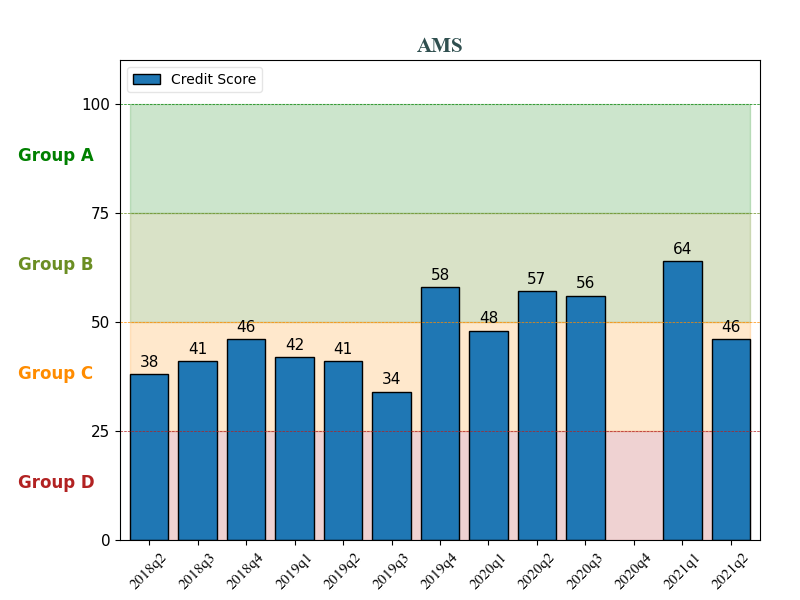 AMS
Credit Score
100
Group A
75
Group B
50
Group C
25
Group D
0
38
41
46
42
41
34
58
48
57
56
64
46
2018q2
2018q3
2018q4
2019q1
2019q2
2019q3
2019q4
2020q1
2020q2
2020q3
2020q4
2021q1
2021q2